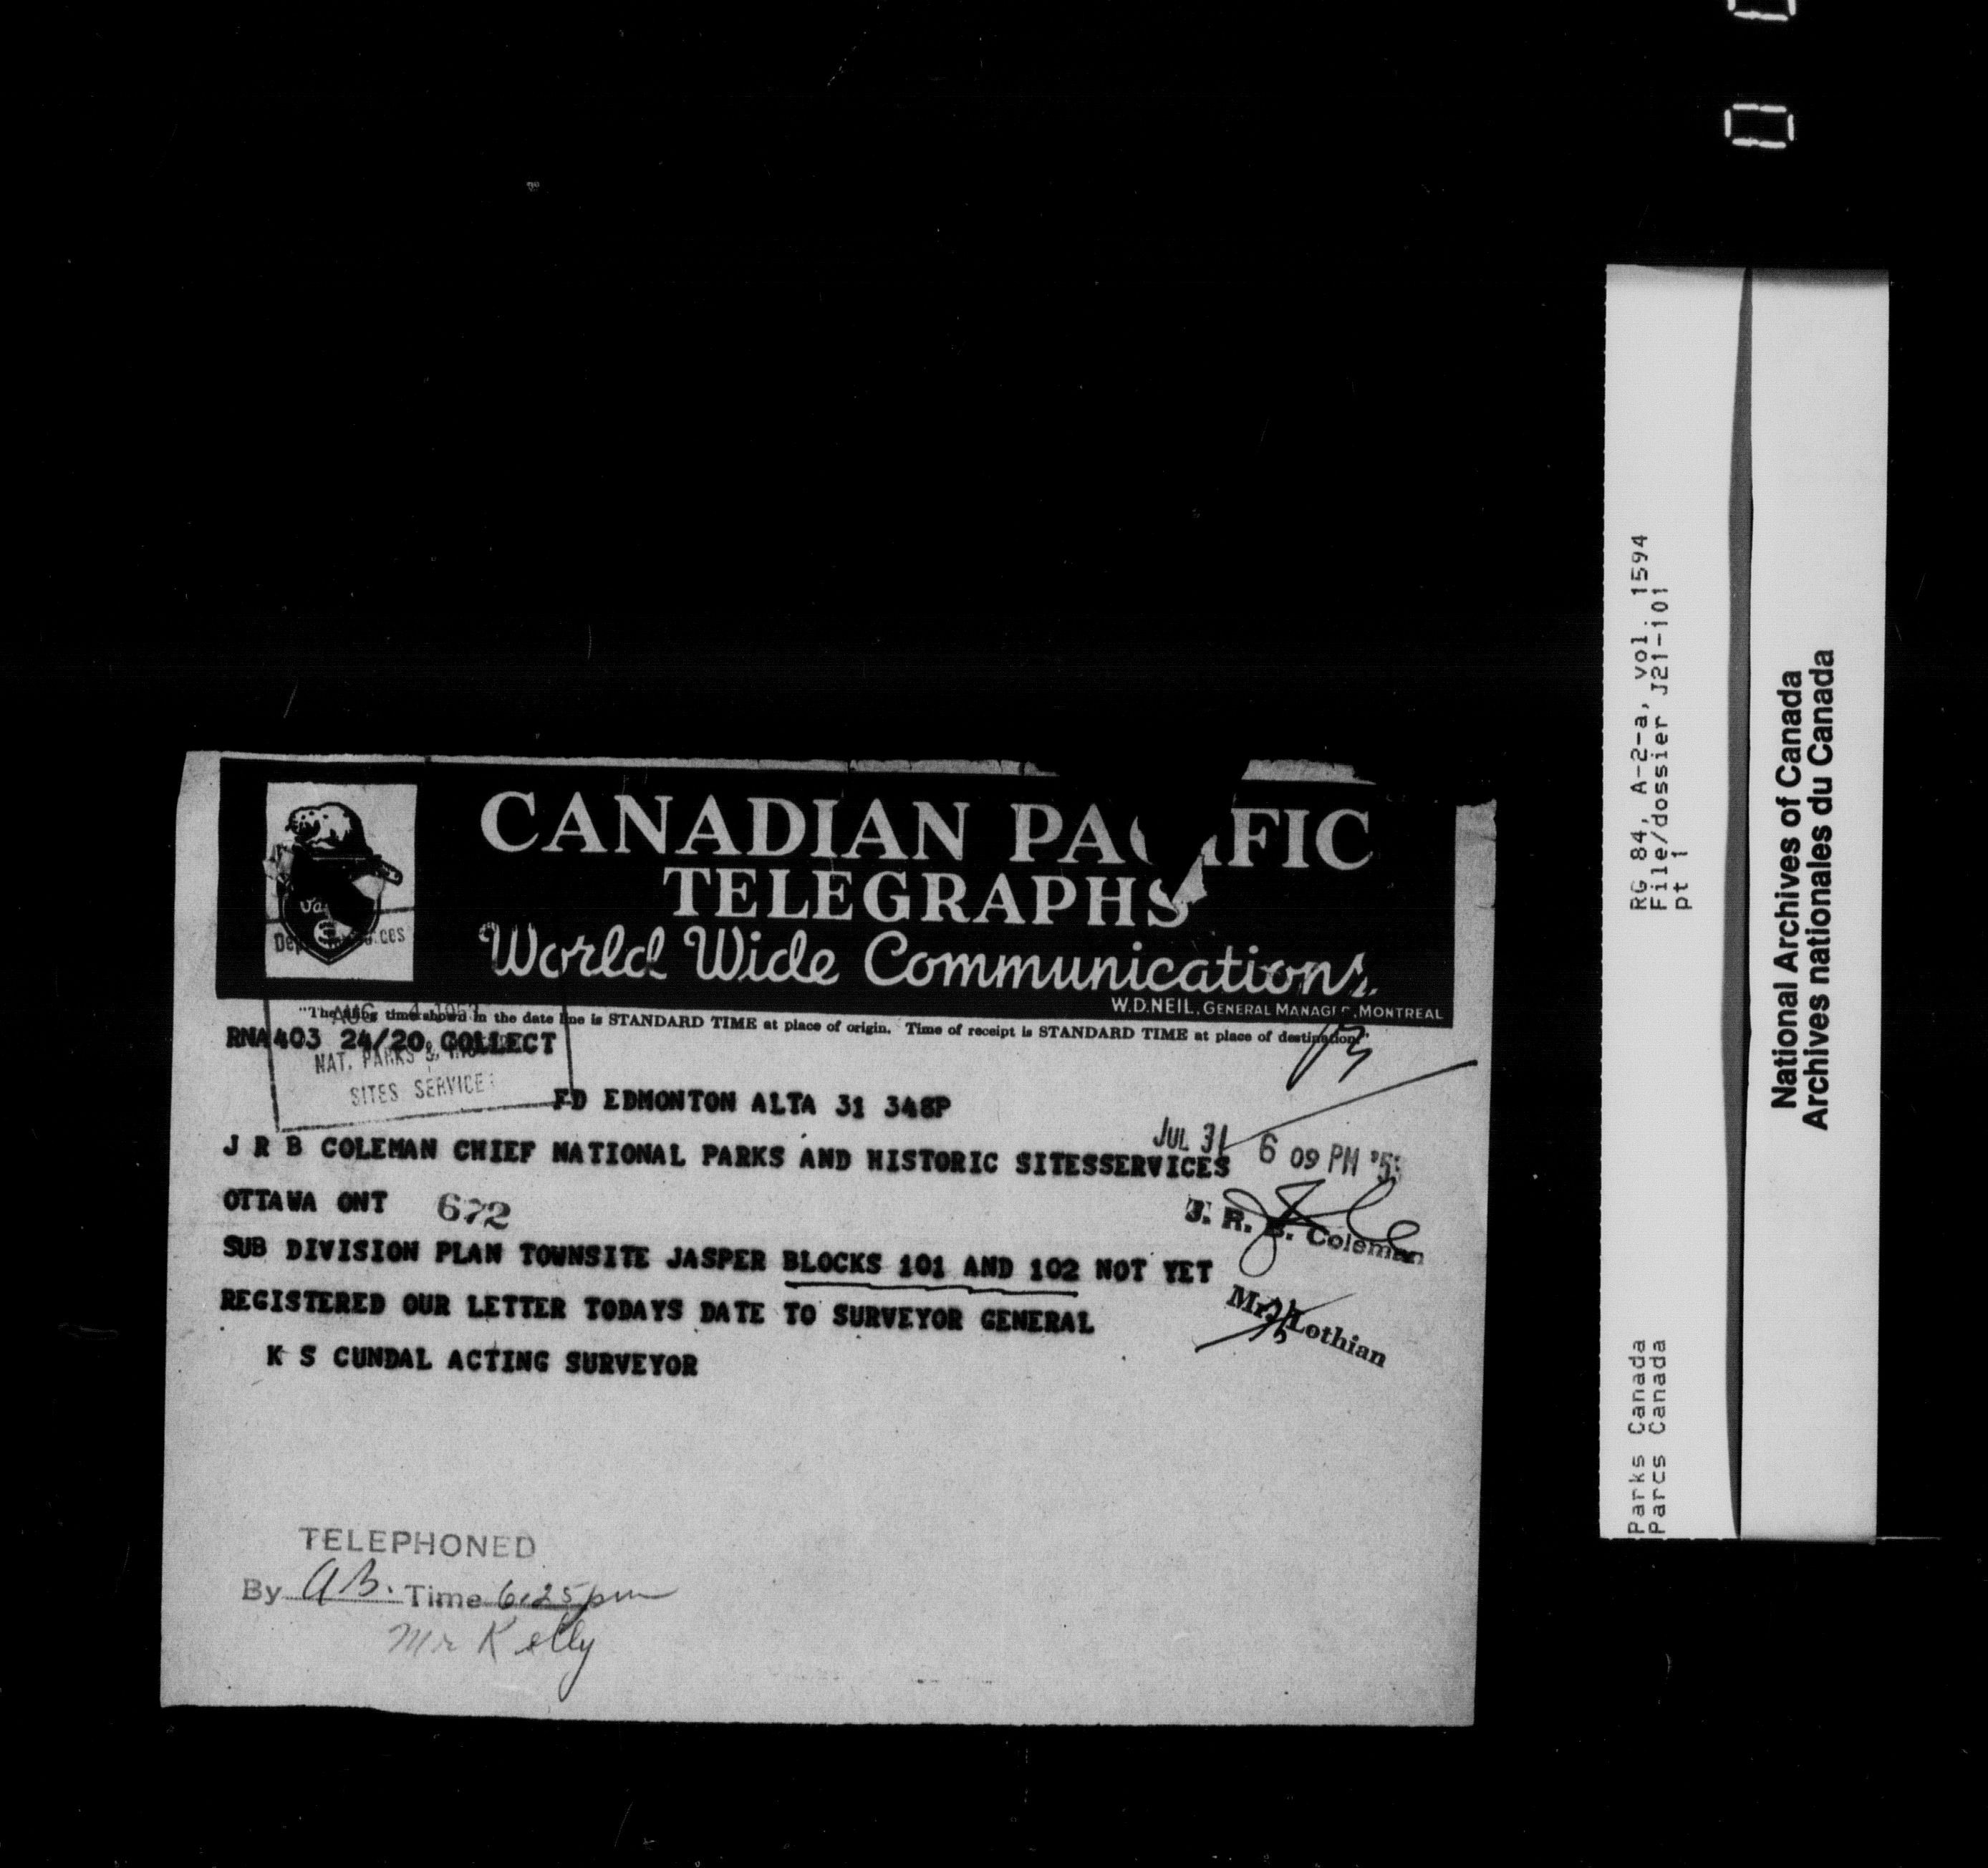 CANADIAN PACIFIC
TELEGRAPHS
World Wide Communications
W.D. NEIL, GENERAL MANAGER, MONTREAL
"The filing time shown in the date line is STANDARD TIME at place of origin. Time of receipt is STANDARD TIME at place of destination"
RNA403 24/20 COLLECT
NAT. PARKS &
SITES SERVICE
FD EDMONTON ALTA 31 348P
JUL 31 6 09 PM '53
J R B COLEMAN CHIEF NATIONAL PARKS AND HISTORIC SITESSERVICES
OTTAWA ONT 672
J. R. B. Coleman
SUB DIVISION PLAN TOWNSITE JASPER BLOCKS 101 AND 102 NOT YET
REGISTERED OUR LETTER TODAYS DATE TO SURVEYOR GENERAL
Mr. Lothian
K S CUNDAL ACTING SURVEYOR
TELEPHONED
By AB. Time 6.25 pm
Mr Kelly
RG 84, A-2-a, vol. 1594
File/dossier J21-101
pt 1
Parks Canada
Parcs Canada
National Archives of Canada
Archives nationales du Canada